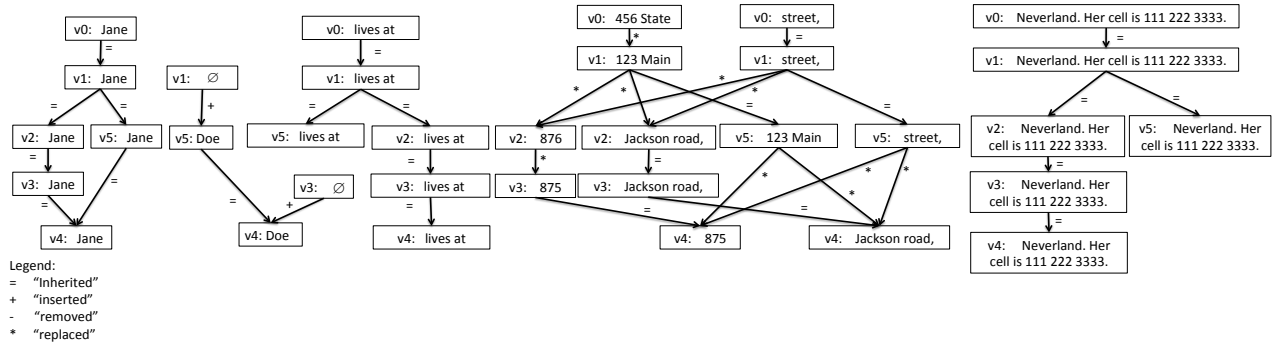 v0: Jane
=
v1: Jane
= =
v2: Jane
v5: Jane
=
v3: Jane
= =
v4: Jane
v1: ∅
+
v5: Doe
v3: ∅
= +
v4: Doe
v0: lives at
=
v1: lives at
= =
v5: lives at
v2: lives at
=
v3: lives at
=
v4: lives at
v0: 456 State
*
v1: 123 Main
v0: street,
=
v1: street,
* * = * * =
v2: 876
v2: Jackson road,
v5: 123 Main
v5: street,
* =
v3: 875
v3: Jackson road,
* * * *
= =
v4: 875
v4: Jackson road,
v0: Neverland. Her cell is 111 222 3333.
=
v1: Neverland. Her cell is 111 222 3333.
= =
v2: Neverland. Her
cell is 111 222 3333.
v5: Neverland. Her
cell is 111 222 3333.
=
v3: Neverland. Her
cell is 111 222 3333.
=
v4: Neverland. Her
cell is 111 222 3333.
Legend:
= “Inherited”
+ “inserted”
- “removed”
* “replaced”